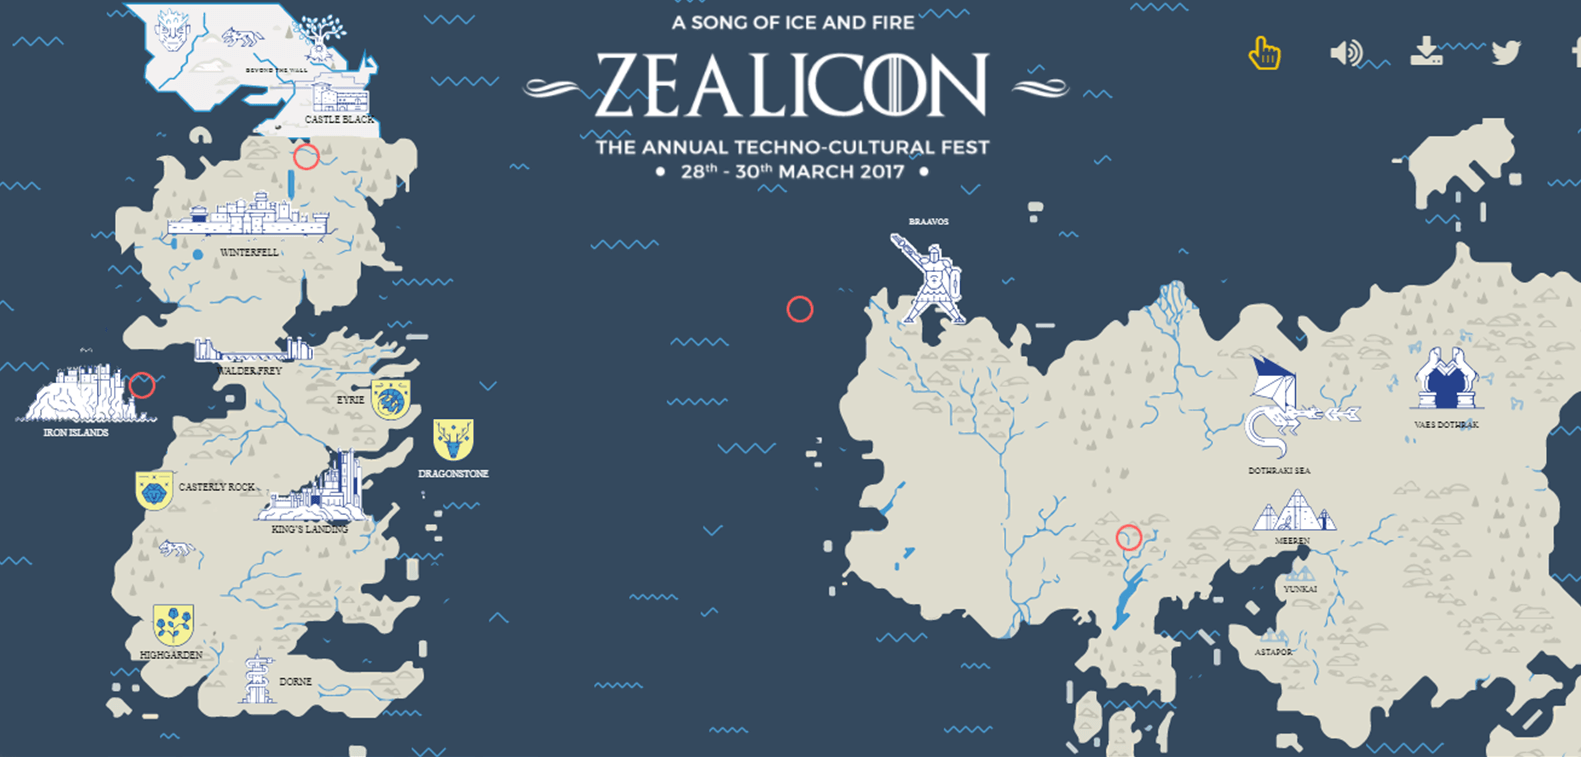 A SONG OF ICE AND FIRE
ZEALICON
THE ANNUAL TECHNO-CULTURAL FEST
• 28th - 30th MARCH 2017 •
BEYOND THE WALL
CASTLE BLACK
WINTERFELL
BRAAVOS
WALDER FREY
EYRIE
IRON ISLANDS
DRAGONSTONE
CASTERLY ROCK
KING'S LANDING
HIGHGARDEN
DORNE
VAES DOTHRAK
DOTHRAKI SEA
MEEREN
YUNKAI
ASTAPOR